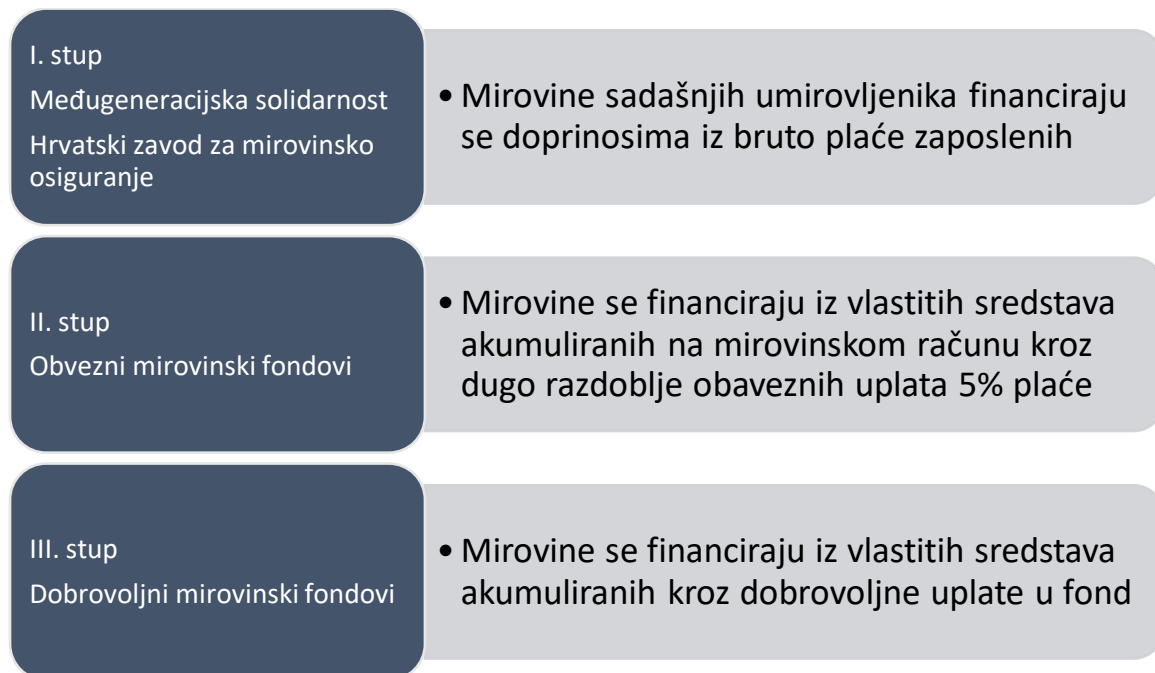 I. stup
Međugeneracijska solidarnost
Hrvatski zavod za mirovinsko
osiguranje
• Mirovine sadašnjih umirovljenika financiraju
se doprinosima iz bruto plaće zaposlenih
II. stup
Obvezni mirovinski fondovi
• Mirovine se financiraju iz vlastitih sredstava
akumuliranih na mirovinskom računu kroz
dugo razdoblje obaveznih uplata 5% plaće
III. stup
Dobrovoljni mirovinski fondovi
• Mirovine se financiraju iz vlastitih sredstava
akumuliranih kroz dobrovoljne uplate u fond